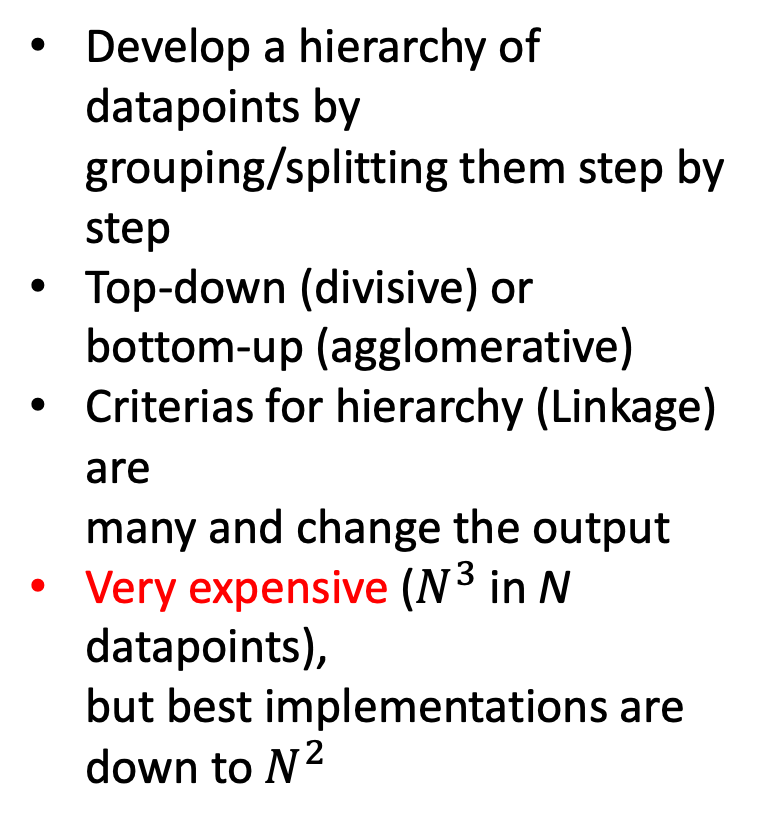 • Develop a hierarchy of
datapoints by
grouping/splitting them step by
step
• Top-down (divisive) or
bottom-up (agglomerative)
• Criterias for hierarchy (Linkage)
are
many and change the output
• Very expensive (N³ in N
datapoints),
but best implementations are
down to N²